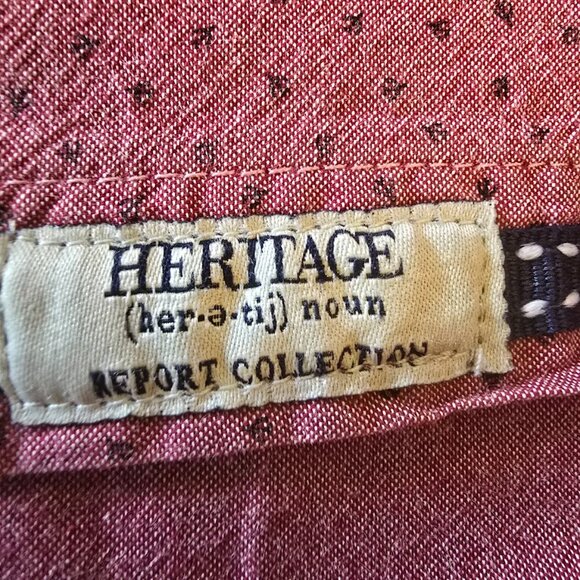 HERITAGE
(her·ə·tij) noun
REPORT COLLECTION